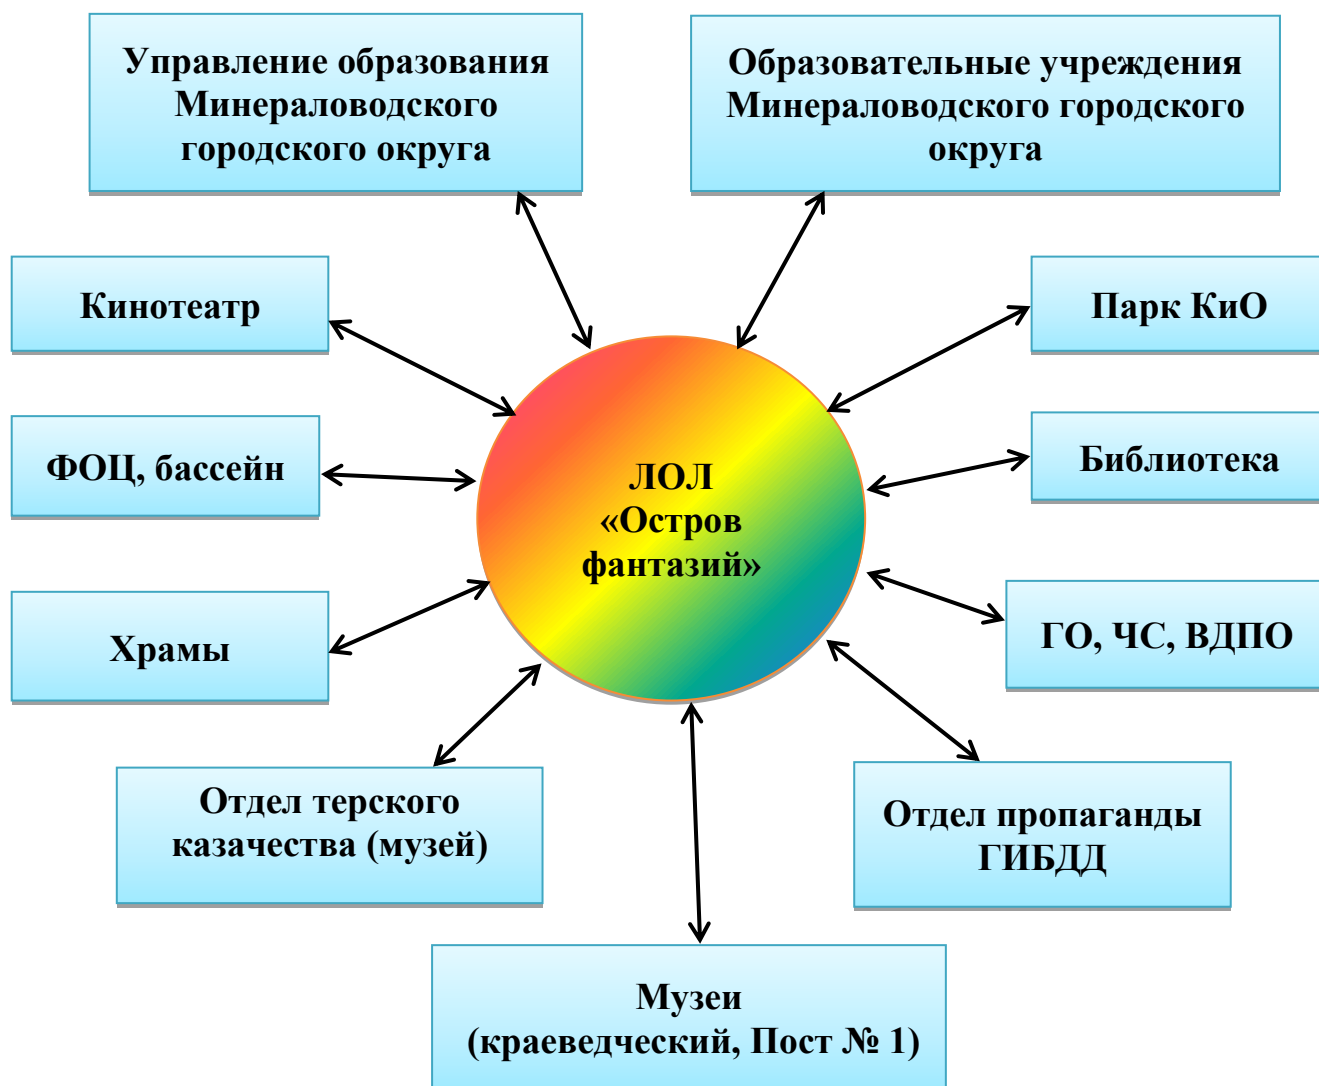 Управление образования
Минераловодского
городского округа
Образовательные учреждения
Минераловодского городского
округа
Кинотеатр
Парк КиО
ФОЦ, бассейн
Библиотека
ЛОЛ
«Остров
фантазий»
Храмы
ГО, ЧС, ВДПО
Отдел терского
казачества (музей)
Отдел пропаганды
ГИБДД
Музеи
(краеведческий, Пост № 1)